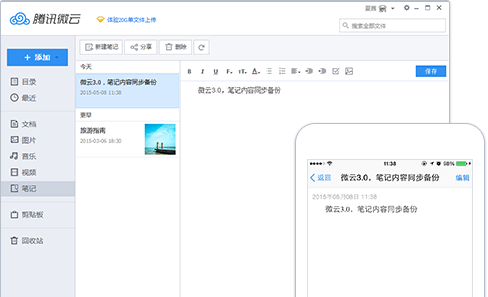 腾讯微云
体验20G单文件上传
搜索全部文件
添加
新建笔记
分享
删除
目录
最近
文档
图片
音乐
视频
笔记
剪贴板
回收站
今天
微云3.0，笔记内容同步备份
2015-05-08 11:38
更早
旅游指南
2015-03-06 18:30
B I U F T A
保存
微云3.0，笔记内容同步备份
11:38
98%
返回
微云3.0，笔记内容同步备份
编辑
2015年05月08日 11:38
微云3.0，笔记内容同步备份